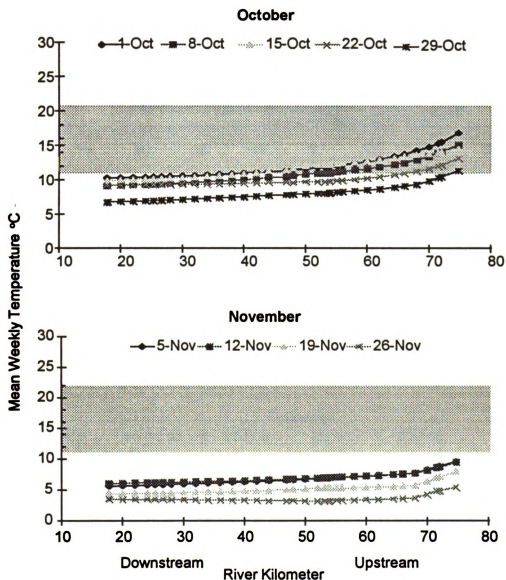 October
1-Oct 8-Oct 15-Oct 22-Oct 29-Oct
30
25
20
15
10
5
0
10 20 30 40 50 60 70 80
Mean Weekly Temperature °C
November
5-Nov 12-Nov 19-Nov 26-Nov
30
25
20
15
10
5
0
10 20 30 40 50 60 70 80
Downstream Upstream
River Kilometer